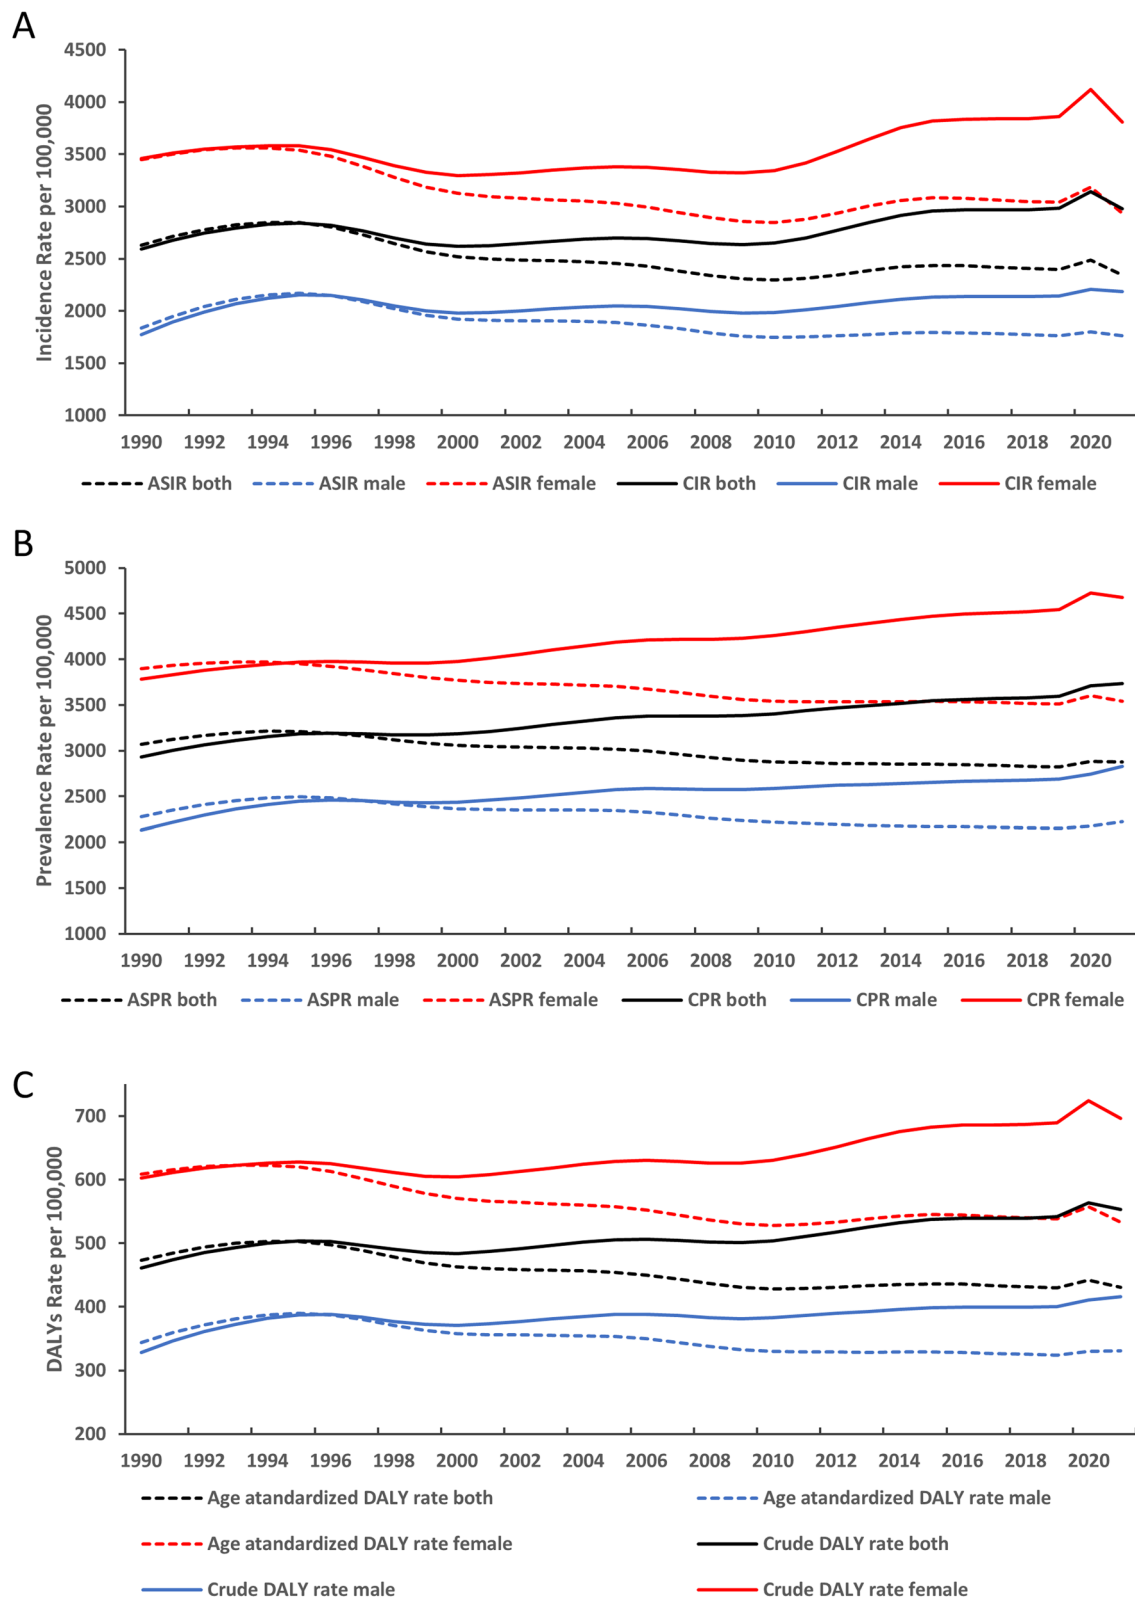 A
Incidence Rate per 100,000
4500
4000
3500
3000
2500
2000
1500
1000
1990 1992 1994 1996 1998 2000 2002 2004 2006 2008 2010 2012 2014 2016 2018 2020
ASIR both ASIR male ASIR female CIR both CIR male CIR female
B
Prevalence Rate per 100,000
5000
4500
4000
3500
3000
2500
2000
1500
1000
1990 1992 1994 1996 1998 2000 2002 2004 2006 2008 2010 2012 2014 2016 2018 2020
ASPR both ASPR male ASPR female CPR both CPR male CPR female
C
DALYs Rate per 100,000
700
600
500
400
300
200
1990 1992 1994 1996 1998 2000 2002 2004 2006 2008 2010 2012 2014 2016 2018 2020
Age atandardized DALY rate both Age atandardized DALY rate male
Age atandardized DALY rate female Crude DALY rate both
Crude DALY rate male Crude DALY rate female